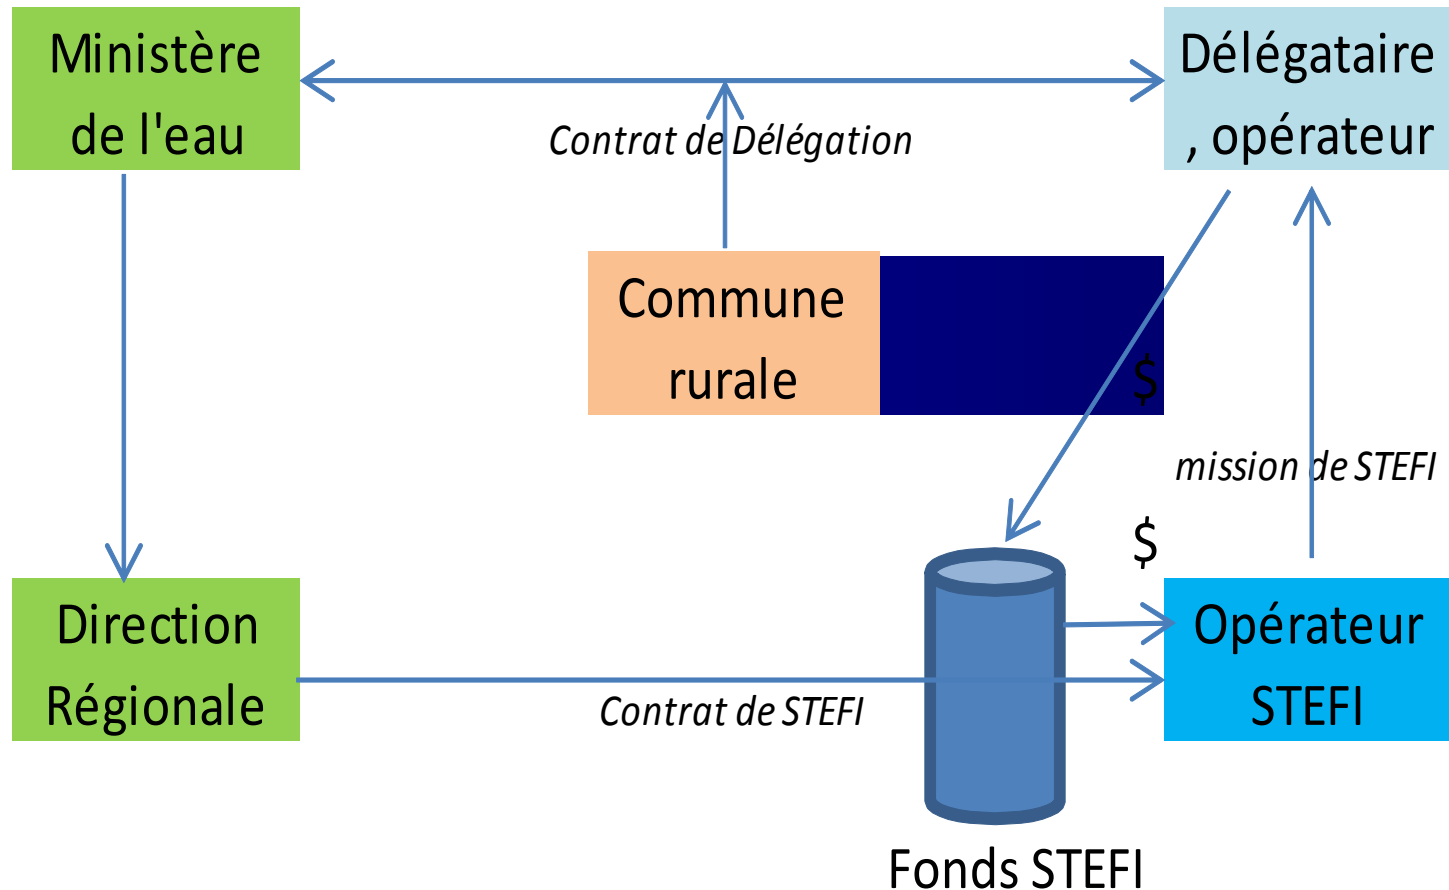 Ministère
de l'eau
Délégataire
, opérateur
Contrat de Délégation
Commune
rurale
$
mission de STEFI
$
Direction
Régionale
Contrat de STEFI
Opérateur
STEFI
Fonds STEFI